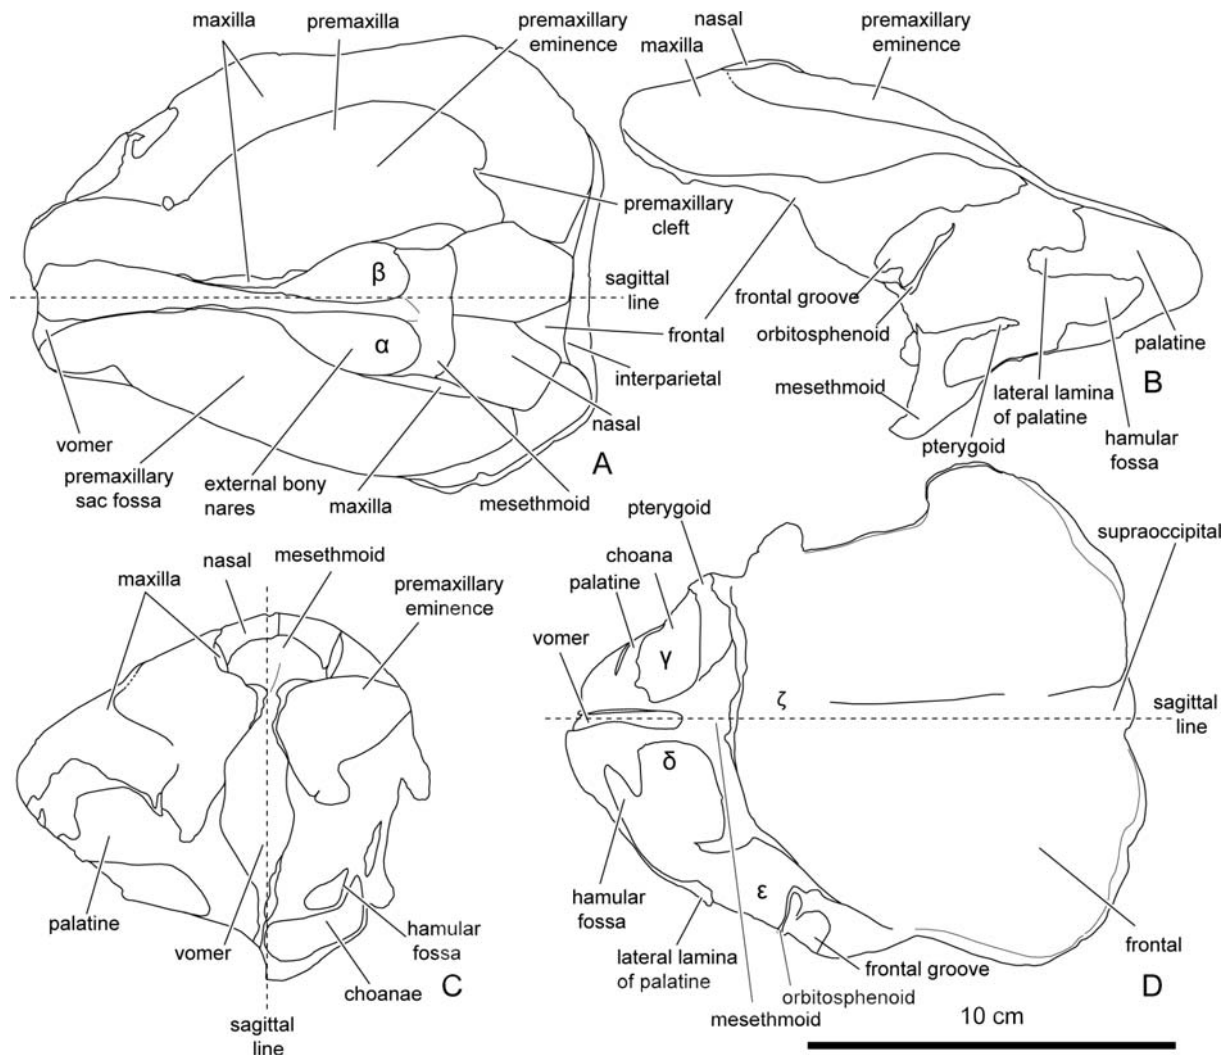 maxilla
premaxilla
premaxillary
eminence
premaxillary
cleft
sagittal
line
frontal
interparietal
nasal
mesethmoid
maxilla
external bony
nares
premaxillary
sac fossa
vomer
β
α
A
nasal
maxilla
premaxillary
eminence
frontal groove
orbitosphenoid
mesethmoid
pterygoid
lateral lamina
of palatine
hamular
fossa
palatine
B
maxilla
nasal
mesethmoid
premaxillary
eminence
palatine
vomer
hamular
fossa
choanae
sagittal
line
C
pterygoid
choana
palatine
vomer
supraoccipital
sagittal
line
γ
ζ
δ
ε
hamular
fossa
lateral lamina
of palatine
mesethmoid
orbitosphenoid
frontal groove
frontal
D
10 cm